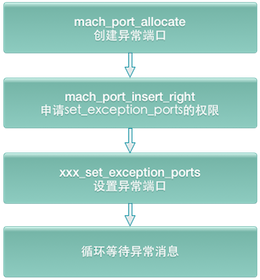 mach_port_allocate
创建异常端口
mach_port_insert_right
申请set_exception_ports的权限
xxx_set_exception_ports
设置异常端口
循环等待异常消息